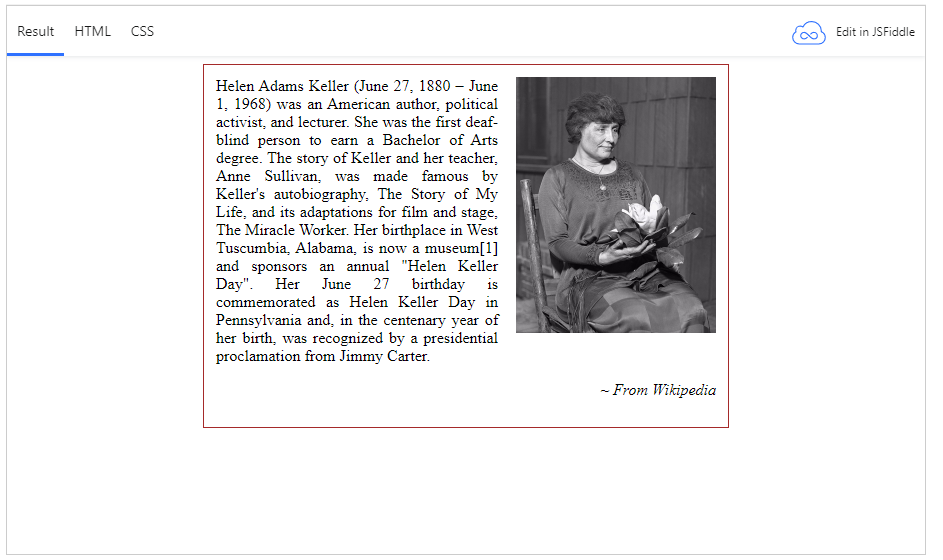 Result HTML CSS Edit in JSFiddle
Helen Adams Keller (June 27, 1880 – June
1, 1968) was an American author, political
activist, and lecturer. She was the first deaf-
blind person to earn a Bachelor of Arts
degree. The story of Keller and her teacher,
Anne Sullivan, was made famous by
Keller's autobiography, The Story of My
Life, and its adaptations for film and stage,
The Miracle Worker. Her birthplace in West
Tuscumbia, Alabama, is now a museum[1]
and sponsors an annual "Helen Keller
Day". Her June 27 birthday is
commemorated as Helen Keller Day in
Pennsylvania and, in the centenary year of
her birth, was recognized by a presidential
proclamation from Jimmy Carter.
~ From Wikipedia